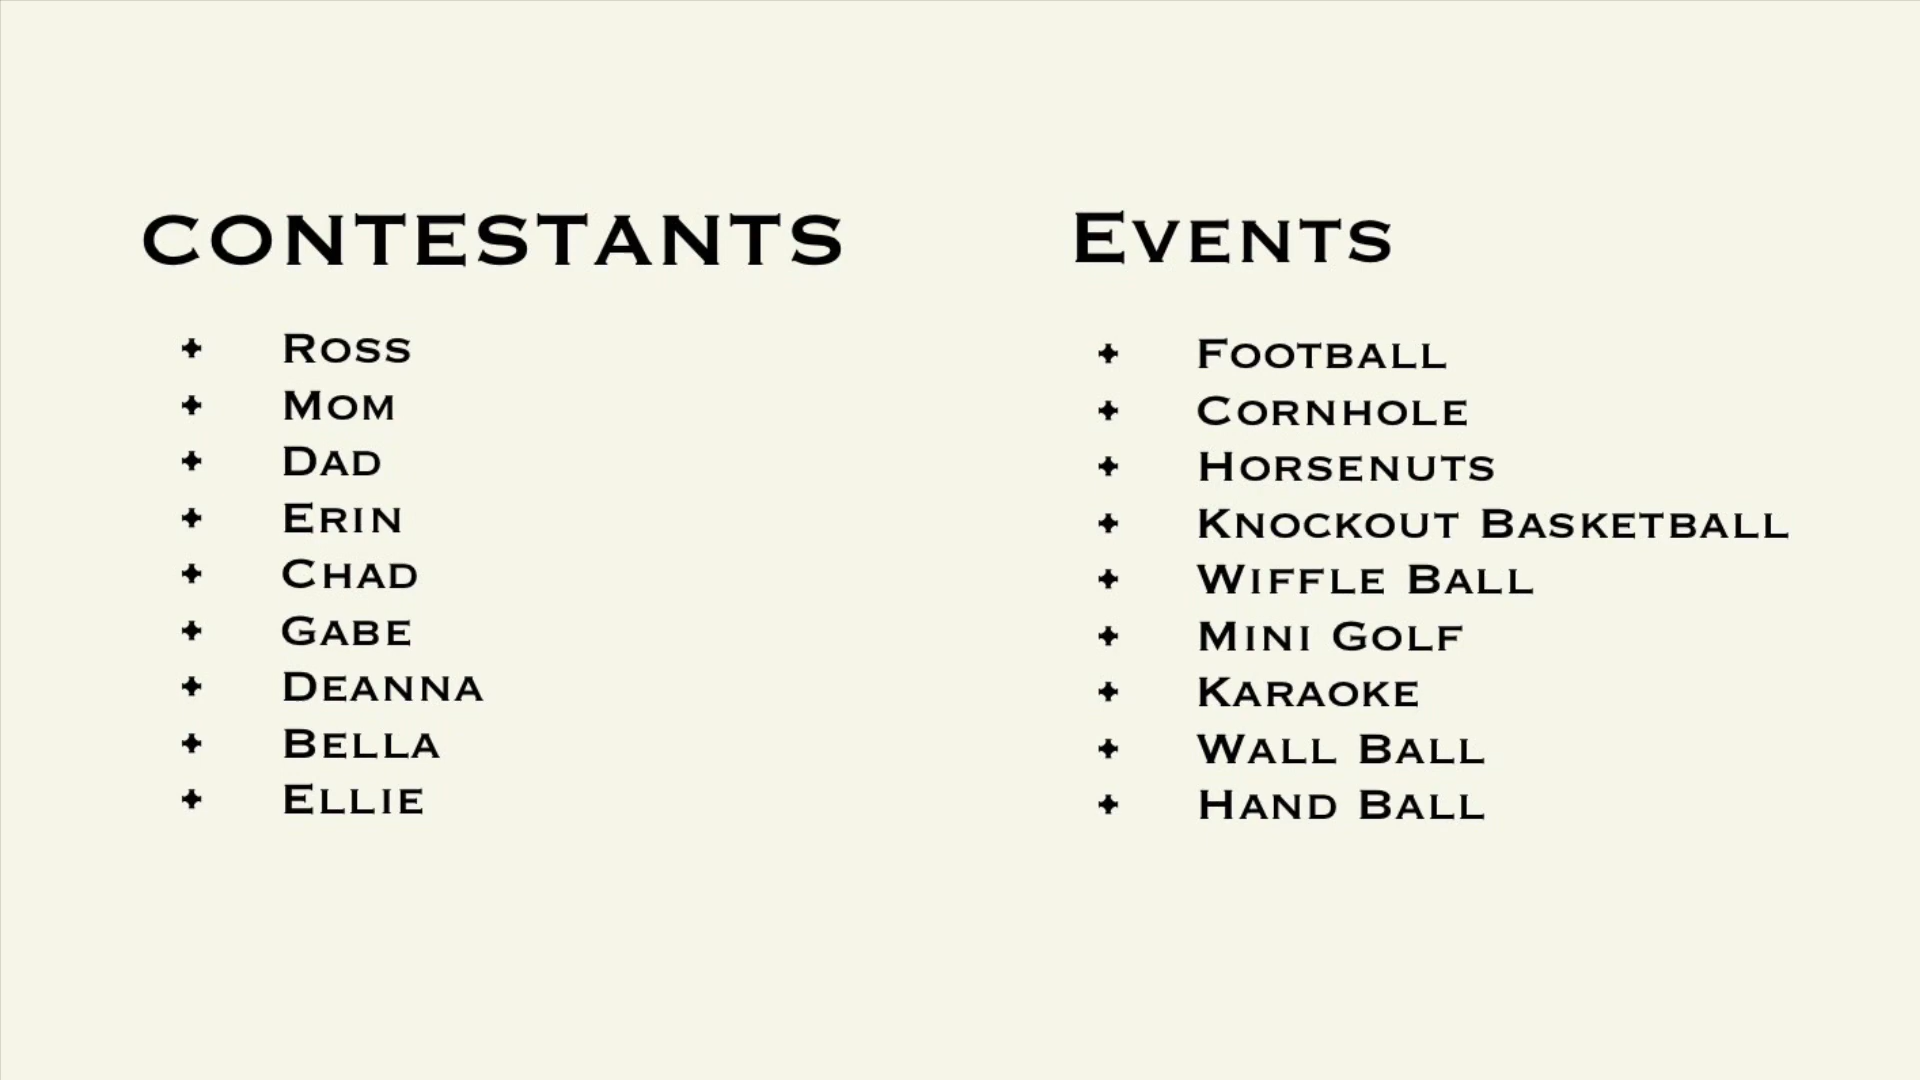 CONTESTANTS
Ross
Mom
Dad
Erin
Chad
Gabe
Deanna
Bella
Ellie
Events
Football
Cornhole
Horsenuts
Knockout Basketball
Wiffle Ball
Mini Golf
Karaoke
Wall Ball
Hand Ball